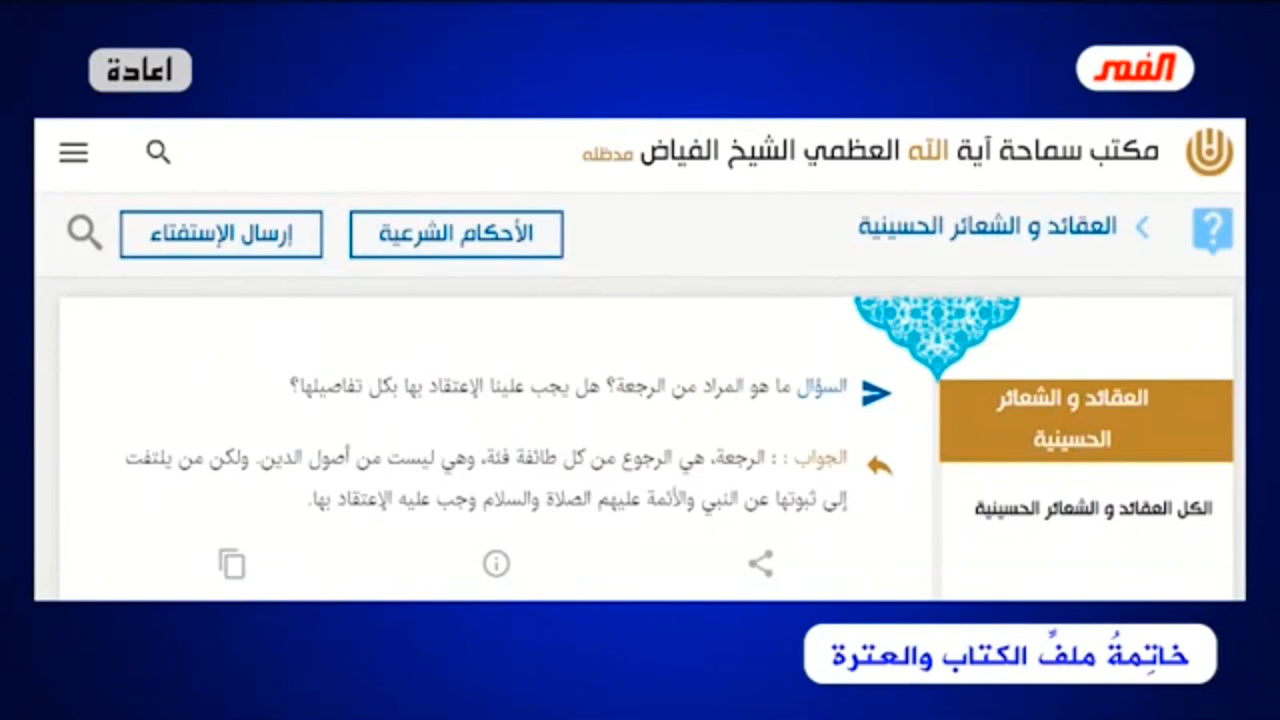 القمر
اعادة
مكتب سماحة آية الله العظمي الشيخ الفياض مدظله
العقائد و الشعائر الحسينية
الأحكام الشرعية
إرسال الإستفتاء
السؤال ما هو المراد من الرجعة؟ هل يجب علينا الإعتقاد بها بكل تفاصيلها؟
العقائد و الشعائر
الحسينية
الجواب : : الرجعة، هي الرجوع من كل طائفة فئة، وهي ليست من أصول الدين. ولكن من يلتفت
إلى ثبوتها عن النبي والأئمة عليهم الصلاة والسلام وجب عليه الإعتقاد بها.
الكل العقائد و الشعائر الحسينية
خاتِمةُ ملفِّ الكتاب والعترة